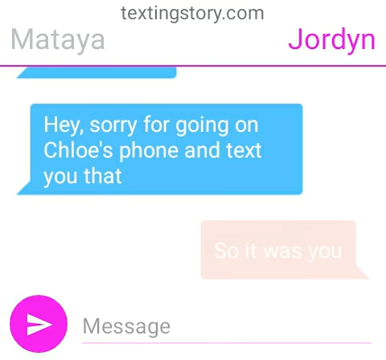 textingstory.com
Mataya
Jordyn
Hey, sorry for going on
Chloe's phone and text
you that
So it was you
Message